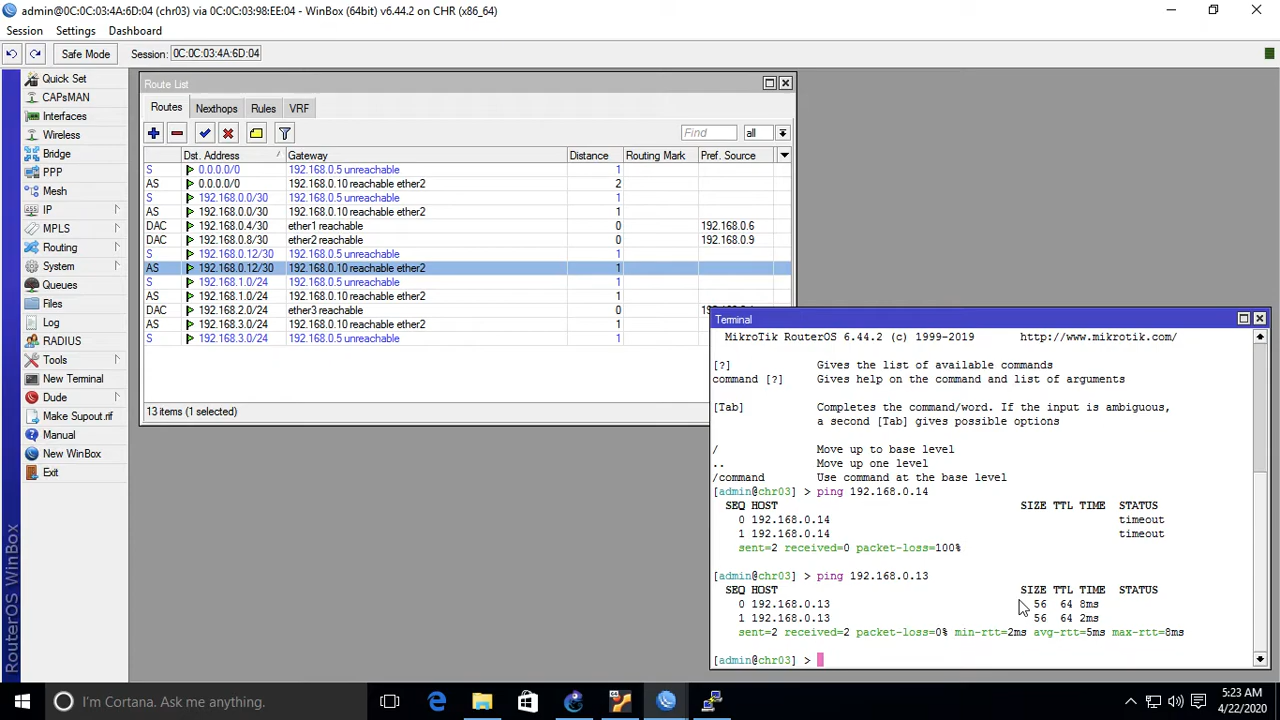 admin@0C:0C:03:4A:6D:04 (chr03) via 0C:0C:03:98:EE:04 - WinBox (64bit) v6.44.2 on CHR (x86_64)
Session Settings Dashboard
Safe Mode Session: 0C:0C:03:4A:6D:04
Quick Set
CAPsMAN
Interfaces
Wireless
Bridge
PPP
Mesh
IP
MPLS
Routing
System
Queues
Files
Log
RADIUS
Tools
New Terminal
Dude
Make Supout.rif
Manual
New WinBox
Exit
RouterOS WinBox
Route List
Routes Nexthops Rules VRF
Find all
Dst. Address Gateway Distance Routing Mark Pref. Source
S 0.0.0.0/0 192.168.0.5 unreachable 1
AS 0.0.0.0/0 192.168.0.10 reachable ether2 2
S 192.168.0.0/30 192.168.0.5 unreachable 1
AS 192.168.0.0/30 192.168.0.10 reachable ether2 1
DAC 192.168.0.4/30 ether1 reachable 0 192.168.0.6
DAC 192.168.0.8/30 ether2 reachable 0 192.168.0.9
S 192.168.0.12/30 192.168.0.5 unreachable 1
AS 192.168.0.12/30 192.168.0.10 reachable ether2 1
S 192.168.1.0/24 192.168.0.5 unreachable 1
AS 192.168.1.0/24 192.168.0.10 reachable ether2 1
DAC 192.168.2.0/24 ether3 reachable 0
AS 192.168.3.0/24 192.168.0.10 reachable ether2 1
S 192.168.3.0/24 192.168.0.5 unreachable 1
13 items (1 selected)
Terminal
MikroTik RouterOS 6.44.2 (c) 1999-2019 http://www.mikrotik.com/
[?] Gives the list of available commands
command [?] Gives help on the command and list of arguments
[Tab] Completes the command/word. If the input is ambiguous,
a second [Tab] gives possible options
/ Move up to base level
.. Move up one level
/command Use command at the base level
[admin@chr03] > ping 192.168.0.14
SEQ HOST SIZE TTL TIME STATUS
0 192.168.0.14 timeout
1 192.168.0.14 timeout
sent=2 received=0 packet-loss=100%
[admin@chr03] > ping 192.168.0.13
SEQ HOST SIZE TTL TIME STATUS
0 192.168.0.13 56 64 8ms
1 192.168.0.13 56 64 2ms
sent=2 received=2 packet-loss=0% min-rtt=2ms avg-rtt=5ms max-rtt=8ms
[admin@chr03] >
I'm Cortana. Ask me anything.
5:23 AM
4/22/2020